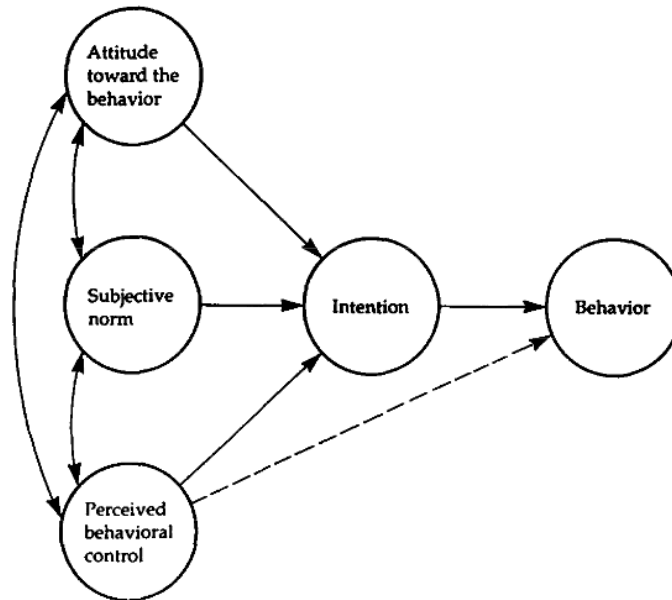 Attitude
toward the
behavior
Subjective
norm
Intention
Behavior
Perceived
behavioral
control